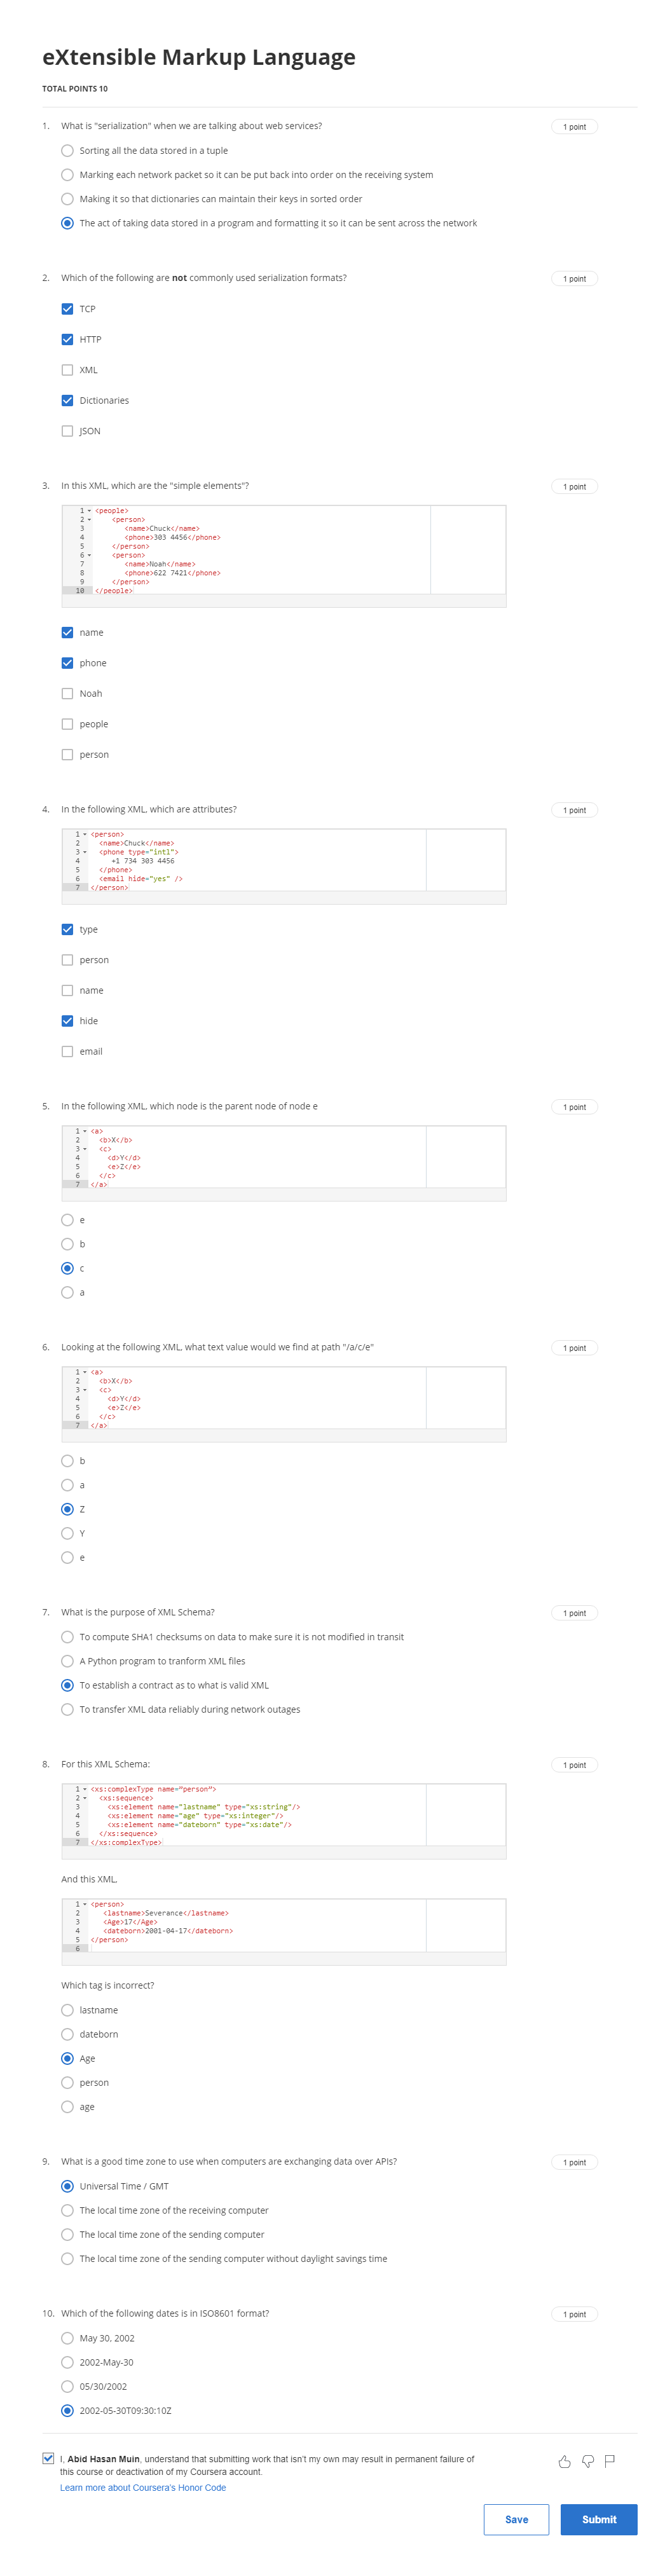 eXtensible Markup Language
TOTAL POINTS 10
1. What is "serialization" when we are talking about web services? 1 point
Sorting all the data stored in a tuple
Marking each network packet so it can be put back into order on the receiving system
Making it so that dictionaries can maintain their keys in sorted order
The act of taking data stored in a program and formatting it so it can be sent across the network
2. Which of the following are not commonly used serialization formats? 1 point
TCP
HTTP
XML
Dictionaries
JSON
3. In this XML, which are the "simple elements"? 1 point
1 <people>
2 <person>
3 <name>Chuck</name>
4 <phone>303 4456</phone>
5 </person>
6 <person>
7 <name>Noah</name>
8 <phone>622 7421</phone>
9 </person>
10 </people>
name
phone
Noah
people
person
4. In the following XML, which are attributes? 1 point
1 <person>
2 <name>Chuck</name>
3 <phone type="intl">
4 +1 734 303 4456
5 </phone>
6 <email hide="yes" />
7 </person>
type
person
name
hide
email
5. In the following XML, which node is the parent node of node e 1 point
1 <a>
2 <b>X</b>
3 <c>
4 <d>Y</d>
5 <e>Z</e>
6 </c>
7 </a>
e
b
c
a
6. Looking at the following XML, what text value would we find at path "/a/c/e" 1 point
1 <a>
2 <b>X</b>
3 <c>
4 <d>Y</d>
5 <e>Z</e>
6 </c>
7 </a>
b
a
Z
Y
e
7. What is the purpose of XML Schema? 1 point
To compute SHA1 checksums on data to make sure it is not modified in transit
A Python program to tranform XML files
To establish a contract as to what is valid XML
To transfer XML data reliably during network outages
8. For this XML Schema: 1 point
1 <xs:complexType name="person">
2 <xs:sequence>
3 <xs:element name="lastname" type="xs:string"/>
4 <xs:element name="age" type="xs:integer"/>
5 <xs:element name="dateborn" type="xs:date"/>
6 </xs:sequence>
7 </xs:complexType>
And this XML,
1 <person>
2 <lastname>Severance</lastname>
3 <Age>17</Age>
4 <dateborn>2001-04-17</dateborn>
5 </person>
6
Which tag is incorrect?
lastname
dateborn
Age
person
age
9. What is a good time zone to use when computers are exchanging data over APIs? 1 point
Universal Time / GMT
The local time zone of the receiving computer
The local time zone of the sending computer
The local time zone of the sending computer without daylight savings time
10. Which of the following dates is in ISO8601 format? 1 point
May 30, 2002
2002-May-30
05/30/2002
2002-05-30T09:30:10Z
I, Abid Hasan Muin, understand that submitting work that isn't my own may result in permanent failure of
this course or deactivation of my Coursera account.
Learn more about Coursera's Honor Code
Save Submit